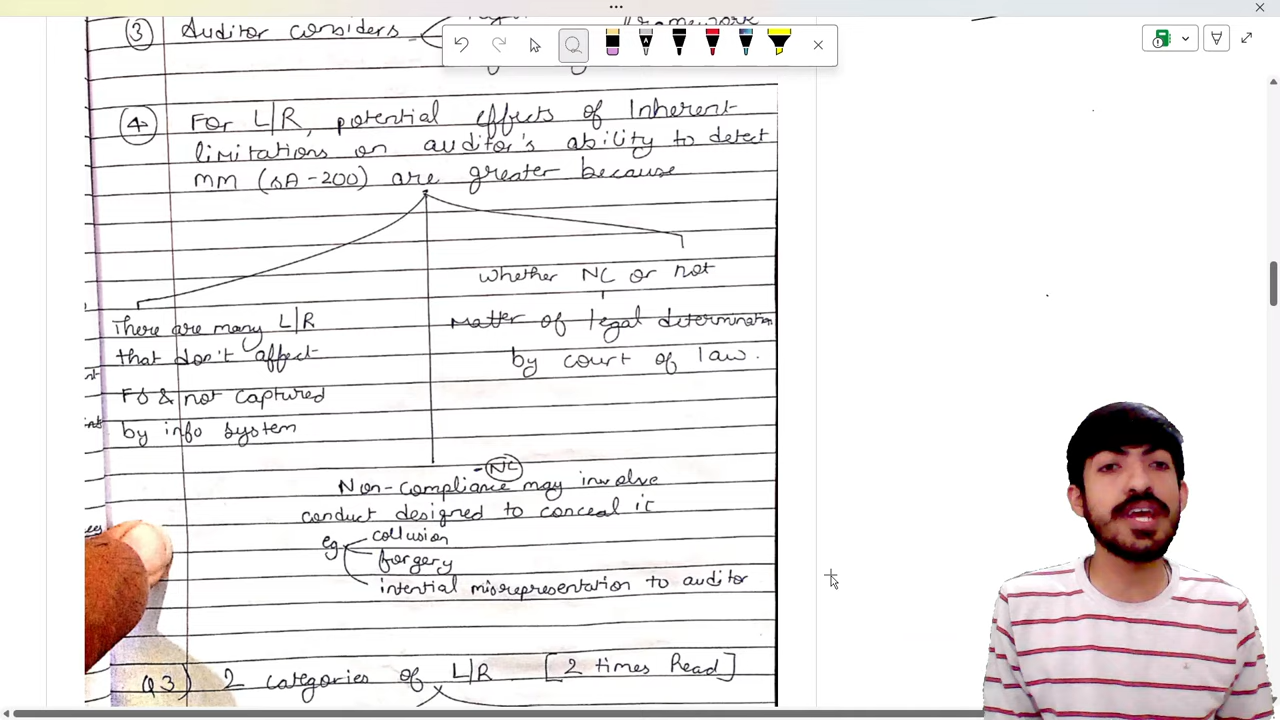 ③ Auditor considers
framework
④ For L/R, potential effects of Inherent
limitations on auditor's ability to detect
MM (SA-200) are greater because
There are many L/R
that don't affect
FS & not captured
by info system
Whether NC or not
Matter of legal determination
by court of law.
NC
Non-compliance may involve
conduct designed to conceal it
eg collusion
forgery
intential misrepresentation to auditor
Q3) 2 categories of L/R [2 times Read]